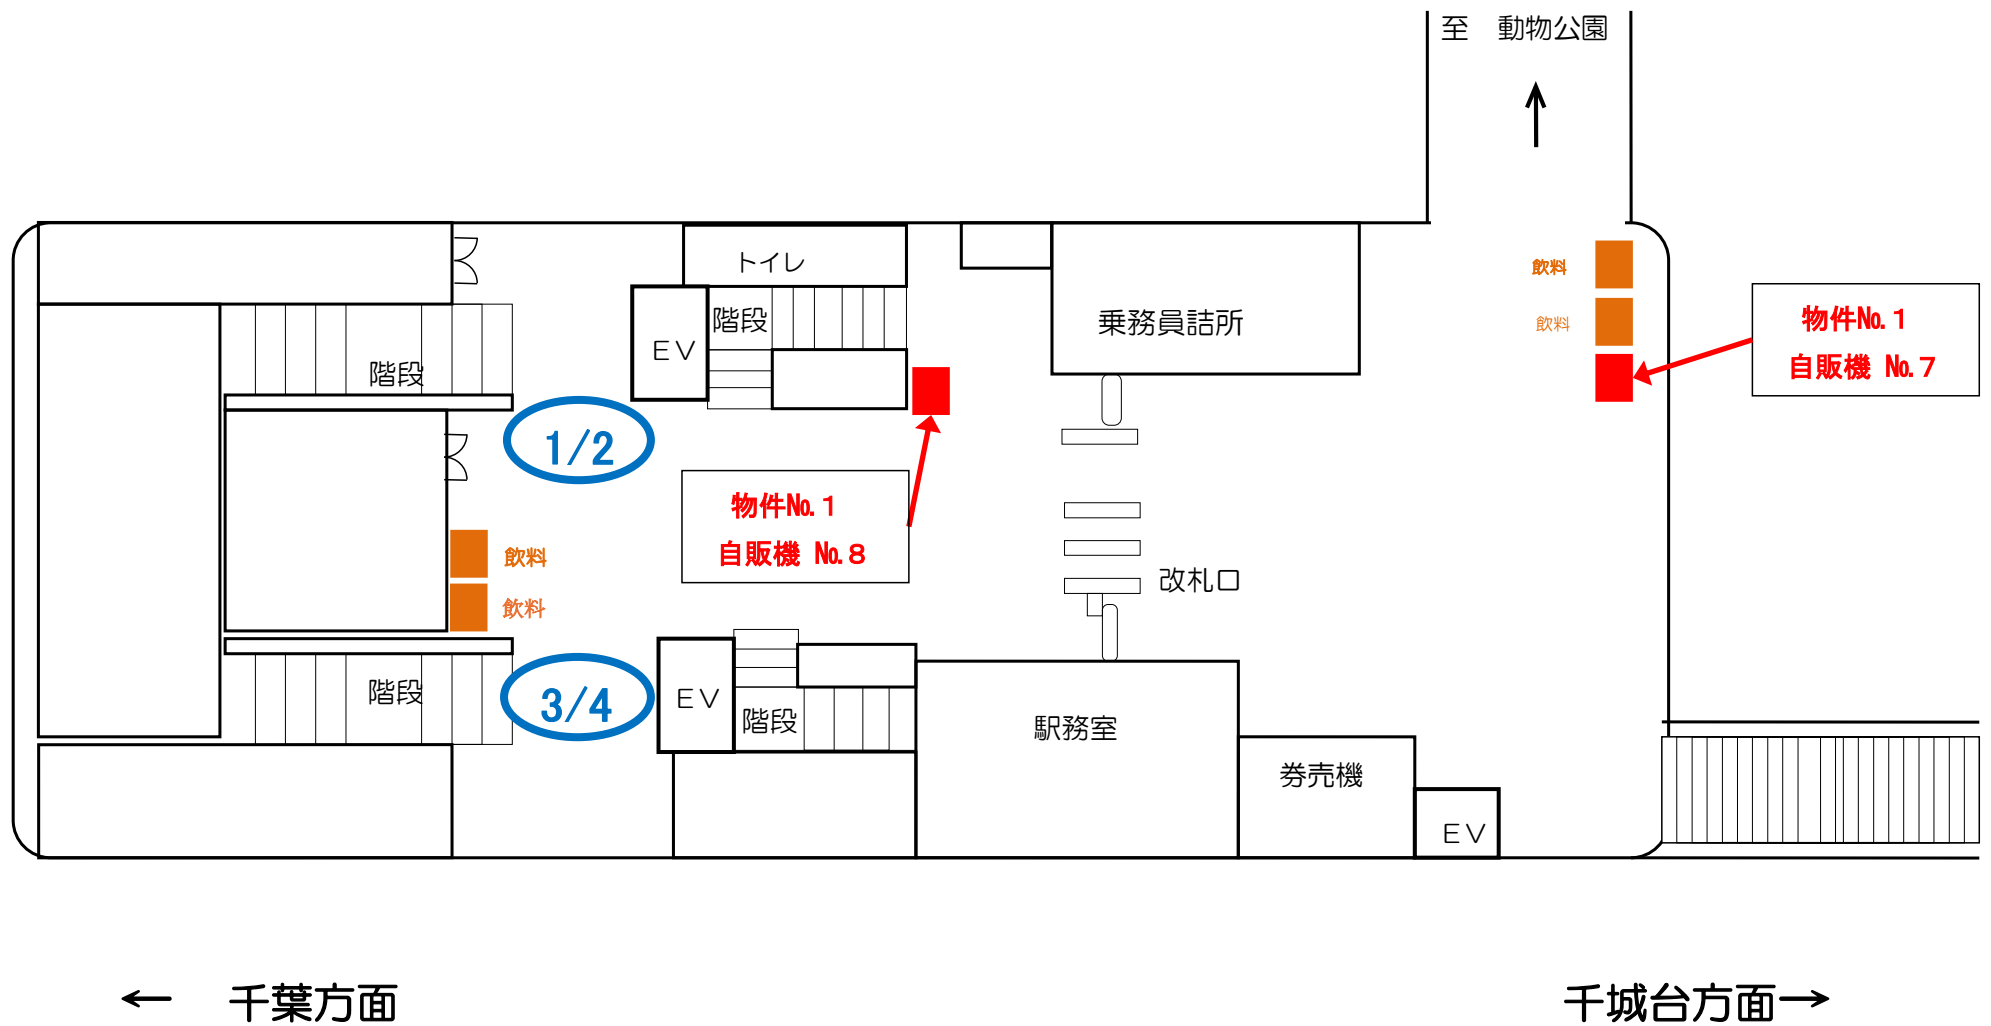 至　動物公園
トイレ
階段
EV
乗務員詰所
飲料
飲料
物件№.1
自販機 №.7
階段
1/2
物件№.1
自販機 №.8
飲料
飲料
改札口
階段
3/4
EV
階段
駅務室
券売機
EV
← 千葉方面
千城台方面→